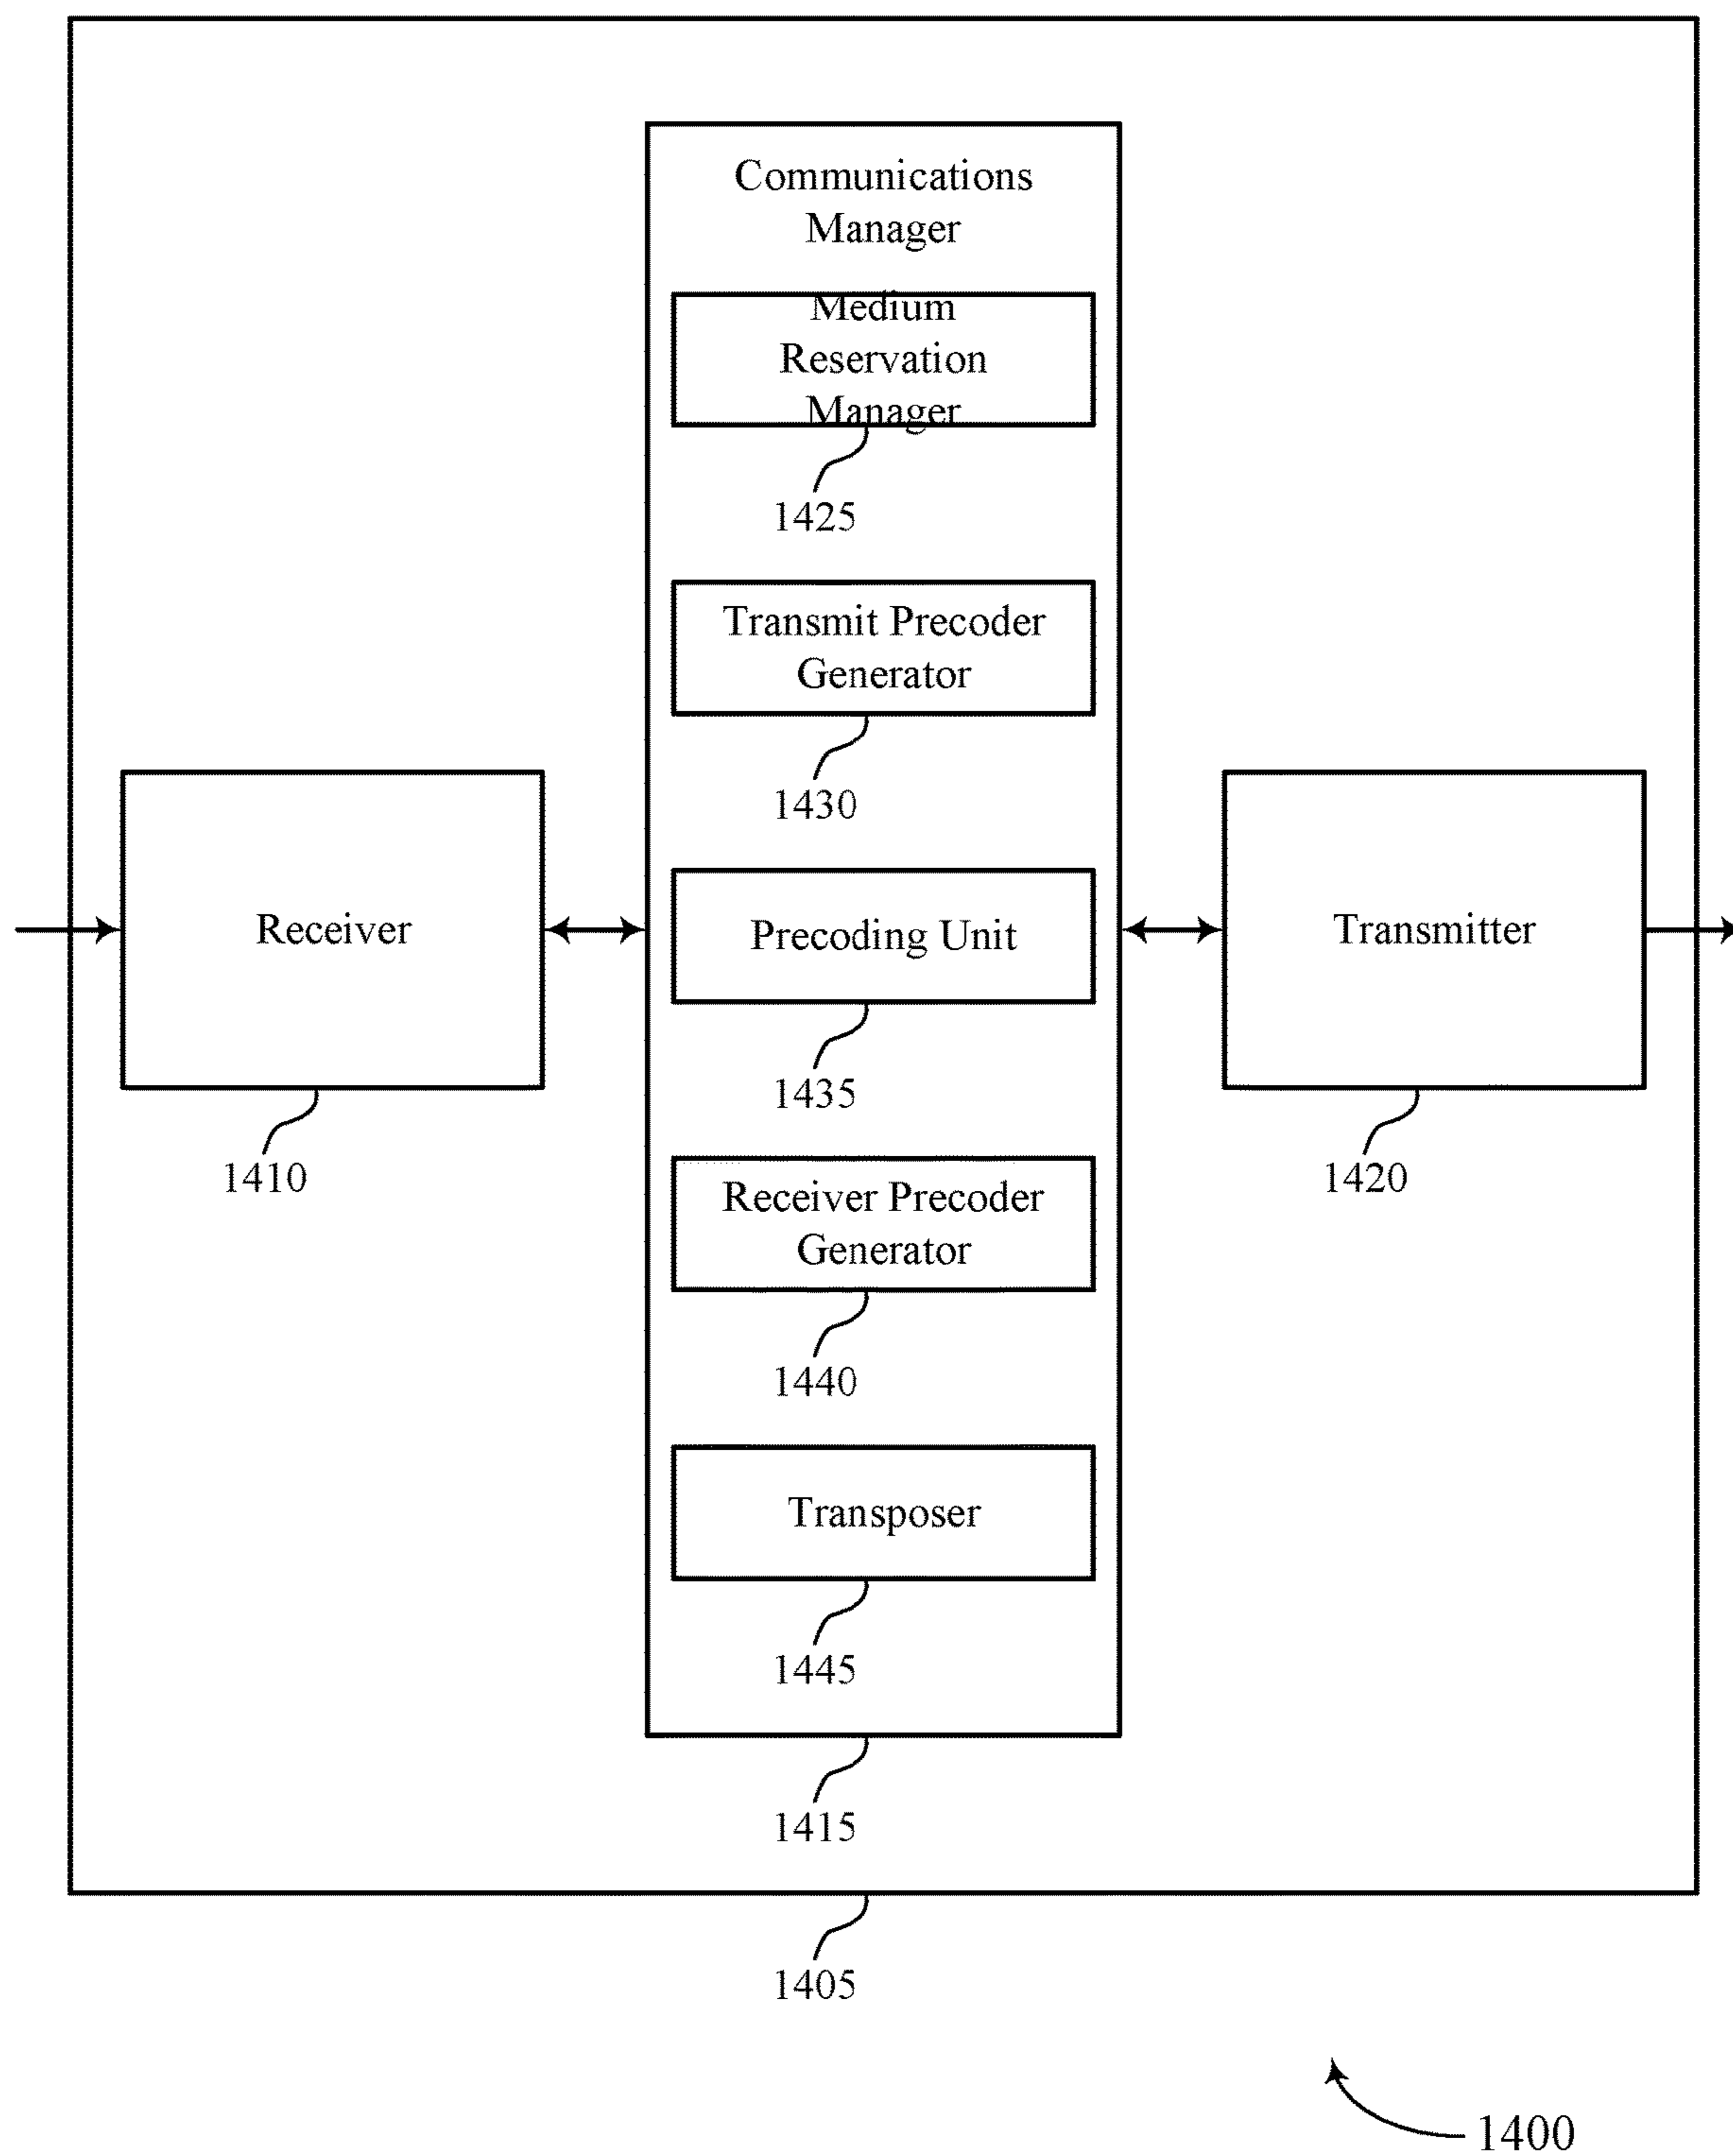 Communications
Manager
Medium
Reservation
Manager
1425
Transmit Precoder
Generator
1430
Receiver
Precoding Unit
Transmitter
1435
1410
1420
Receiver Precoder
Generator
1440
Transposer
1445
1415
1405
1400